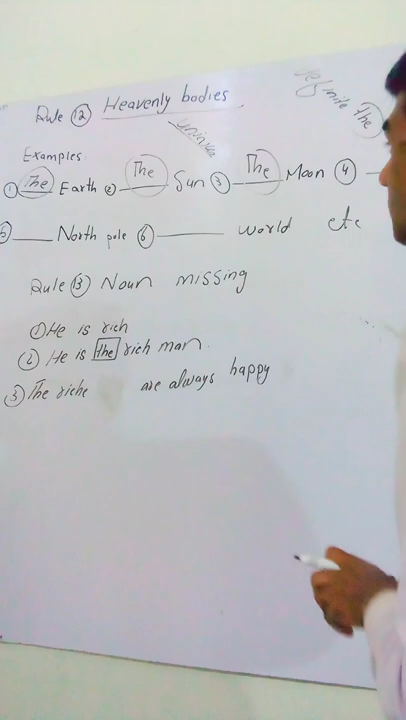 Rule 12 Heavenly bodies
definite the
Examples
1 The Earth 2 The Sun 3 The Moon 4
5 ___ North pole 6 ___ world etc
Rule 13 Noun missing
1 He is rich
2 He is the rich man.
3 The riche are always happy